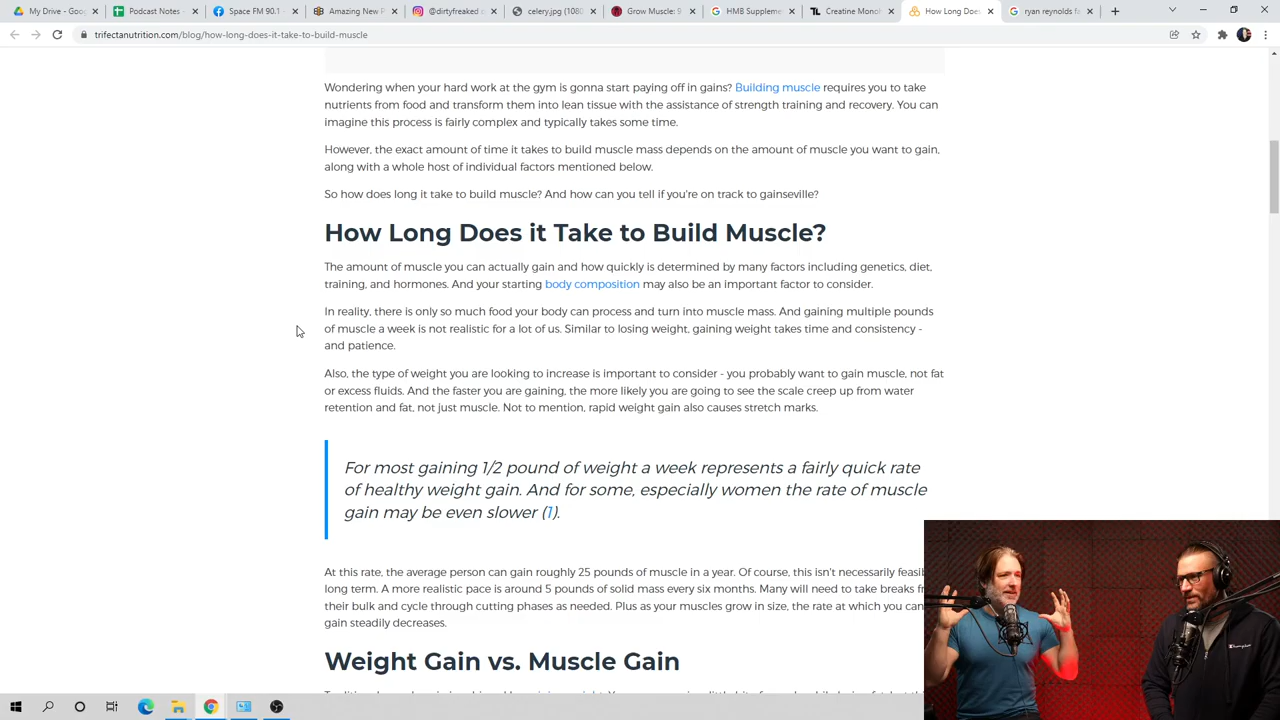 My Drive - Goog
Podcast Notes -
Space FM 90.1 -
Amazing New P
@dirtyfreaked
celery.jpg (1080
Grow Muscle: 9
HMB Suppleme
Creatine Monol
How Long Does
ryan reynolds fa
trifectanutrition.com/blog/how-long-does-it-take-to-build-muscle
Wondering when your hard work at the gym is gonna start paying off in gains? Building muscle requires you to take
nutrients from food and transform them into lean tissue with the assistance of strength training and recovery. You can
imagine this process is fairly complex and typically takes some time.
However, the exact amount of time it takes to build muscle mass depends on the amount of muscle you want to gain,
along with a whole host of individual factors mentioned below.
So how does long it take to build muscle? And how can you tell if you're on track to gainseville?
How Long Does it Take to Build Muscle?
The amount of muscle you can actually gain and how quickly is determined by many factors including genetics, diet,
training, and hormones. And your starting body composition may also be an important factor to consider.
In reality, there is only so much food your body can process and turn into muscle mass. And gaining multiple pounds
of muscle a week is not realistic for a lot of us. Similar to losing weight, gaining weight takes time and consistency -
and patience.
Also, the type of weight you are looking to increase is important to consider - you probably want to gain muscle, not fat
or excess fluids. And the faster you are gaining, the more likely you are going to see the scale creep up from water
retention and fat, not just muscle. Not to mention, rapid weight gain also causes stretch marks.
For most gaining 1/2 pound of weight a week represents a fairly quick rate
of healthy weight gain. And for some, especially women the rate of muscle
gain may be even slower (1).
At this rate, the average person can gain roughly 25 pounds of muscle in a year. Of course, this isn't necessarily feasib
long term. A more realistic pace is around 5 pounds of solid mass every six months. Many will need to take breaks fr
their bulk and cycle through cutting phases as needed. Plus as your muscles grow in size, the rate at which you can
gain steadily decreases.
Champion
Weight Gain vs. Muscle Gain